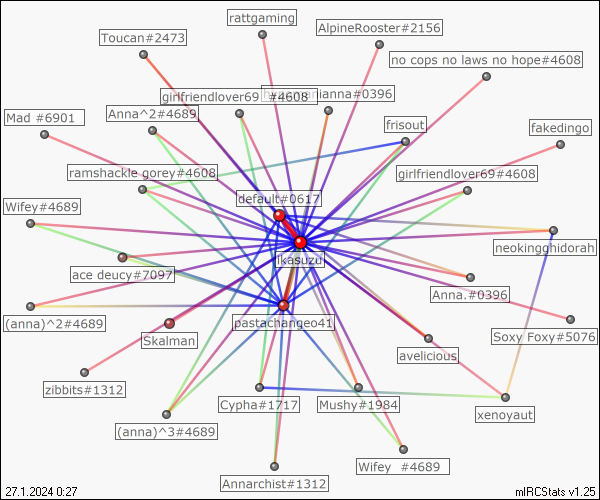 rattgaming
AlpineRooster#2156
Toucan#2473
no cops no laws no hope#4608
girlfriendlover69 #4608
anianna#0396
Mad #6901
Anna^2#4689
frisout
fakedingo
ramshackle gorey#4608
girlfriendlover69#4608
default#0617
Wifey#4689
neokingghidorah
ikasuzu
ace deucy#7097
Anna.#0396
(anna)^2#4689
pastachangeo41
Skalman
Soxy Foxy#5076
avelicious
zibbits#1312
Cypha#1717
Mushy#1984
xenoyaut
(anna)^3#4689
Wifey #4689
Annarchist#1312
27.1.2024 0:27
mIRCStats v1.25